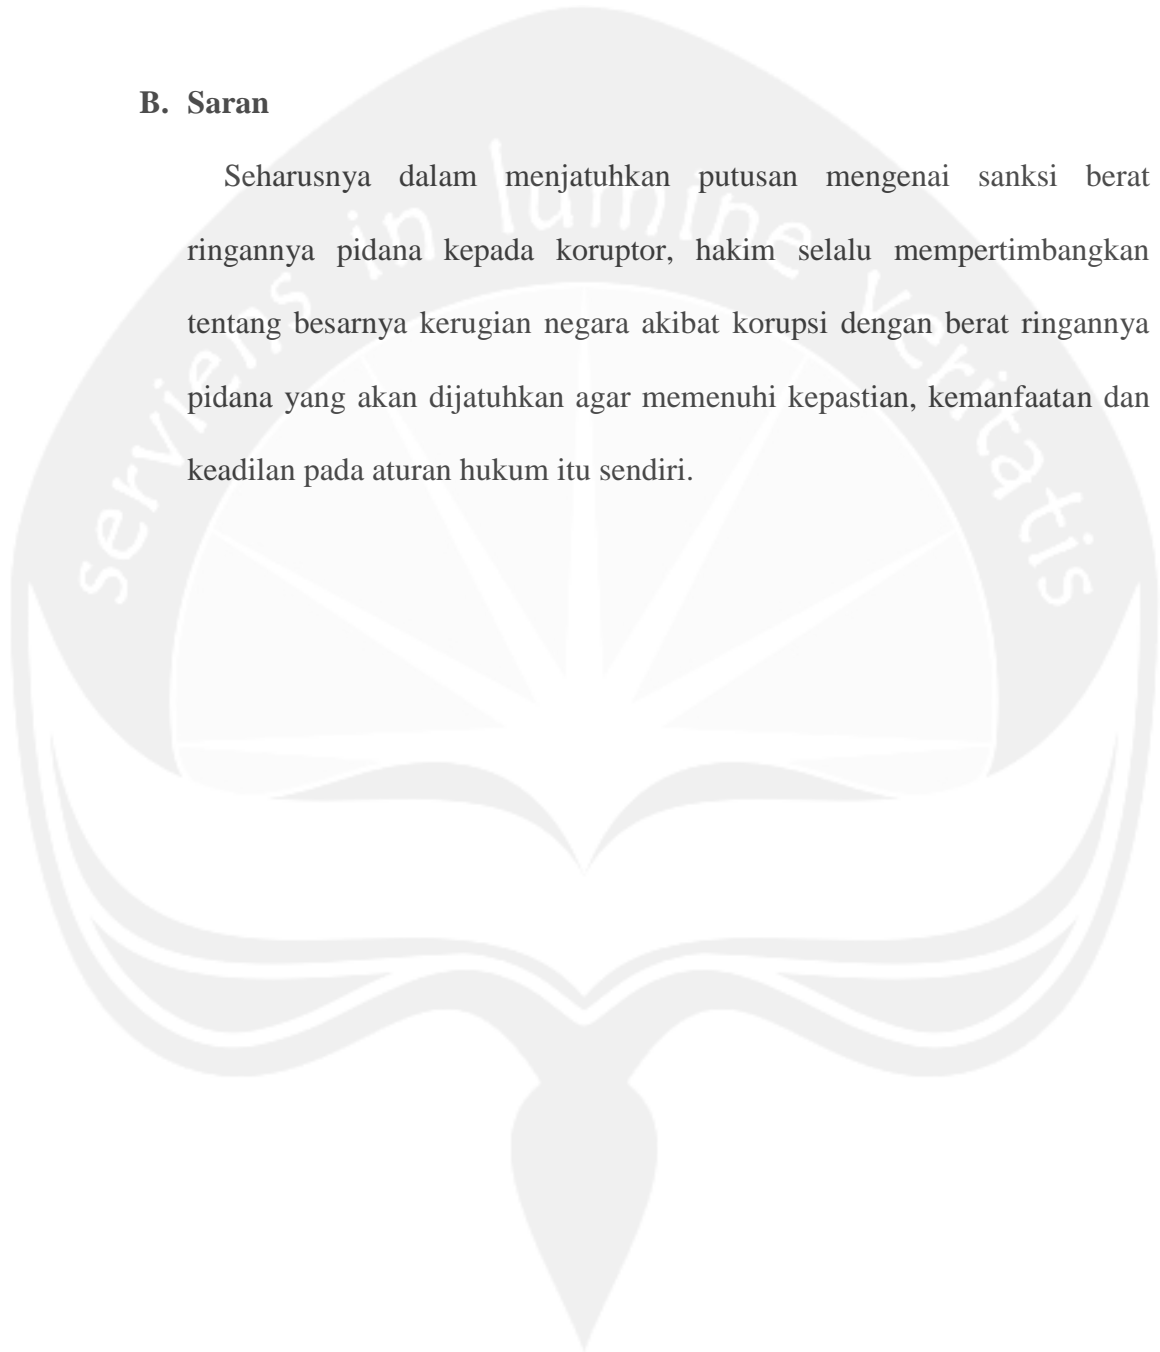 B. Saran
Seharusnya dalam menjatuhkan putusan mengenai sanksi berat
ringannya pidana kepada koruptor, hakim selalu mempertimbangkan
tentang besarnya kerugian negara akibat korupsi dengan berat ringannya
pidana yang akan dijatuhkan agar memenuhi kepastian, kemanfaatan dan
keadilan pada aturan hukum itu sendiri.
serviens in lumine veritatis